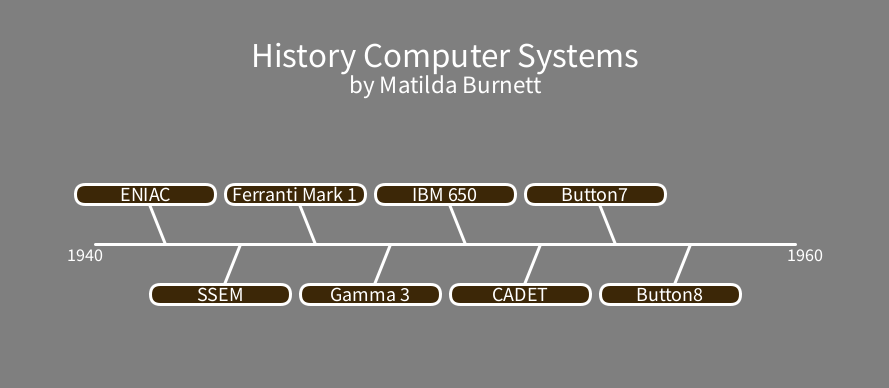 History Computer Systems
by Matilda Burnett
ENIAC
Ferranti Mark 1
IBM 650
Button7
1940
1960
SSEM
Gamma 3
CADET
Button8